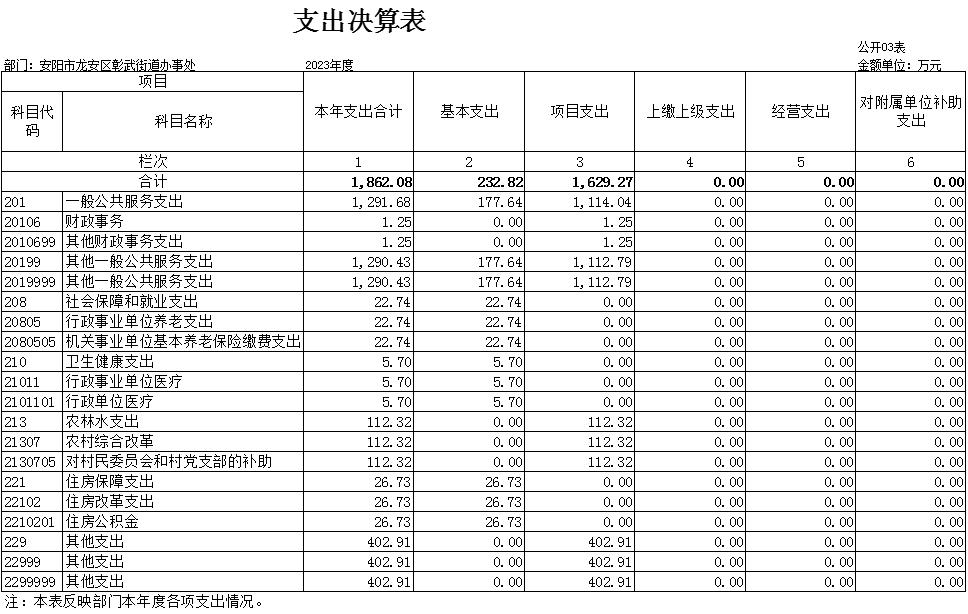 支出决算表
公开03表
部门：安阳市龙安区彰武街道办事处 2023年度 金额单位：万元
项目 本年支出合计 基本支出 项目支出 上缴上级支出 经营支出 对附属单位补助支出
科目代码 科目名称
栏次 1 2 3 4 5 6
合计 1,862.08 232.82 1,629.27 0.00 0.00 0.00
201 一般公共服务支出 1,291.68 177.64 1,114.04 0.00 0.00 0.00
20106 财政事务 1.25 0.00 1.25 0.00 0.00 0.00
2010699 其他财政事务支出 1.25 0.00 1.25 0.00 0.00 0.00
20199 其他一般公共服务支出 1,290.43 177.64 1,112.79 0.00 0.00 0.00
2019999 其他一般公共服务支出 1,290.43 177.64 1,112.79 0.00 0.00 0.00
208 社会保障和就业支出 22.74 22.74 0.00 0.00 0.00 0.00
20805 行政事业单位养老支出 22.74 22.74 0.00 0.00 0.00 0.00
2080505 机关事业单位基本养老保险缴费支出 22.74 22.74 0.00 0.00 0.00 0.00
210 卫生健康支出 5.70 5.70 0.00 0.00 0.00 0.00
21011 行政事业单位医疗 5.70 5.70 0.00 0.00 0.00 0.00
2101101 行政单位医疗 5.70 5.70 0.00 0.00 0.00 0.00
213 农林水支出 112.32 0.00 112.32 0.00 0.00 0.00
21307 农村综合改革 112.32 0.00 112.32 0.00 0.00 0.00
2130705 对村民委员会和村党支部的补助 112.32 0.00 112.32 0.00 0.00 0.00
221 住房保障支出 26.73 26.73 0.00 0.00 0.00 0.00
22102 住房改革支出 26.73 26.73 0.00 0.00 0.00 0.00
2210201 住房公积金 26.73 26.73 0.00 0.00 0.00 0.00
229 其他支出 402.91 0.00 402.91 0.00 0.00 0.00
22999 其他支出 402.91 0.00 402.91 0.00 0.00 0.00
2299999 其他支出 402.91 0.00 402.91 0.00 0.00 0.00
注：本表反映部门本年度各项支出情况。